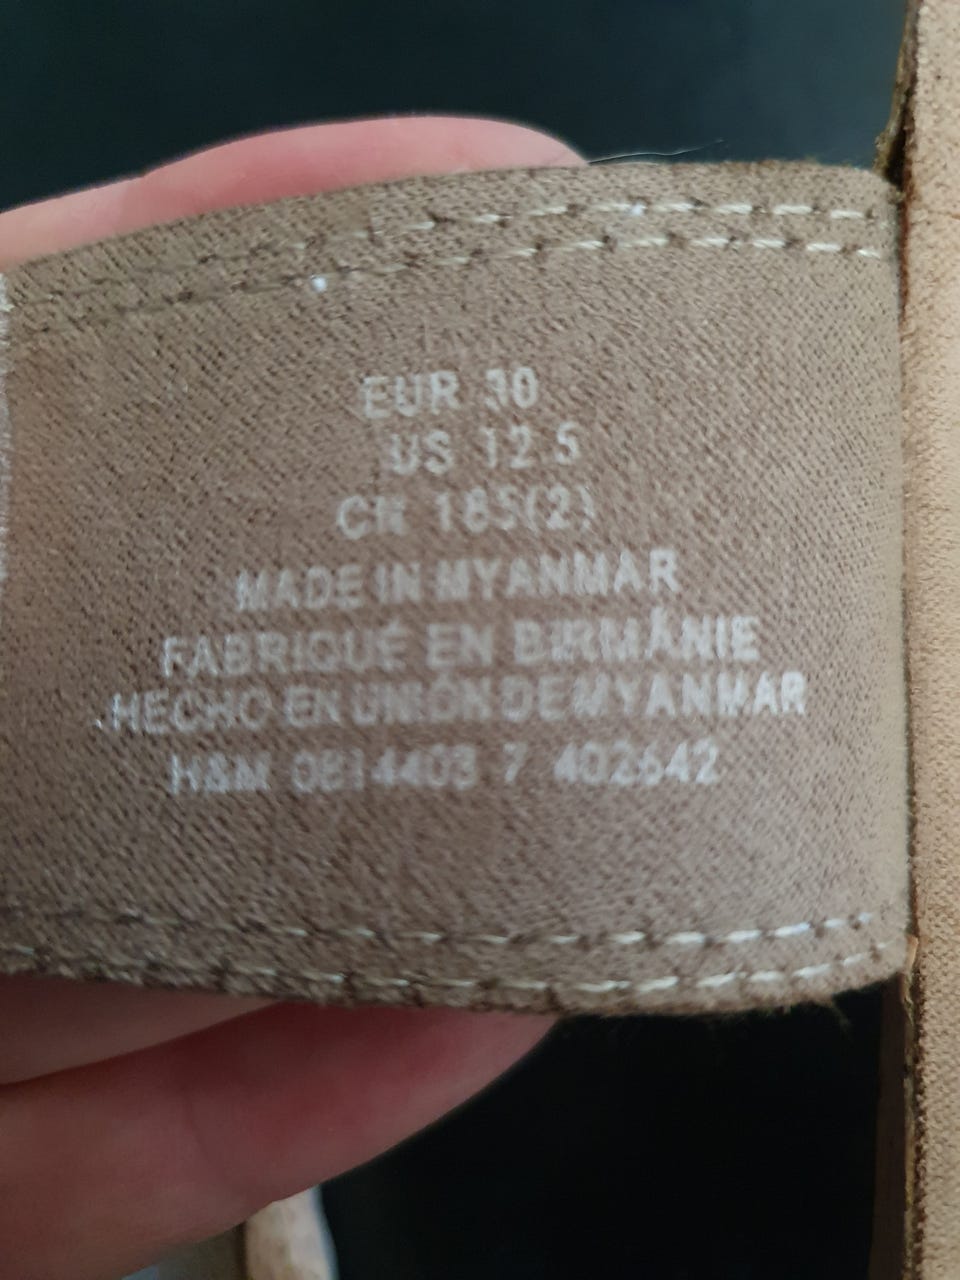 EUR 30
US 12.5
CN 185(2)
MADE IN MYANMAR
FABRIQUÉ EN BIRMANIE
HECHO EN UNIÓN DE MYANMAR
H&M 0814403 7 402642